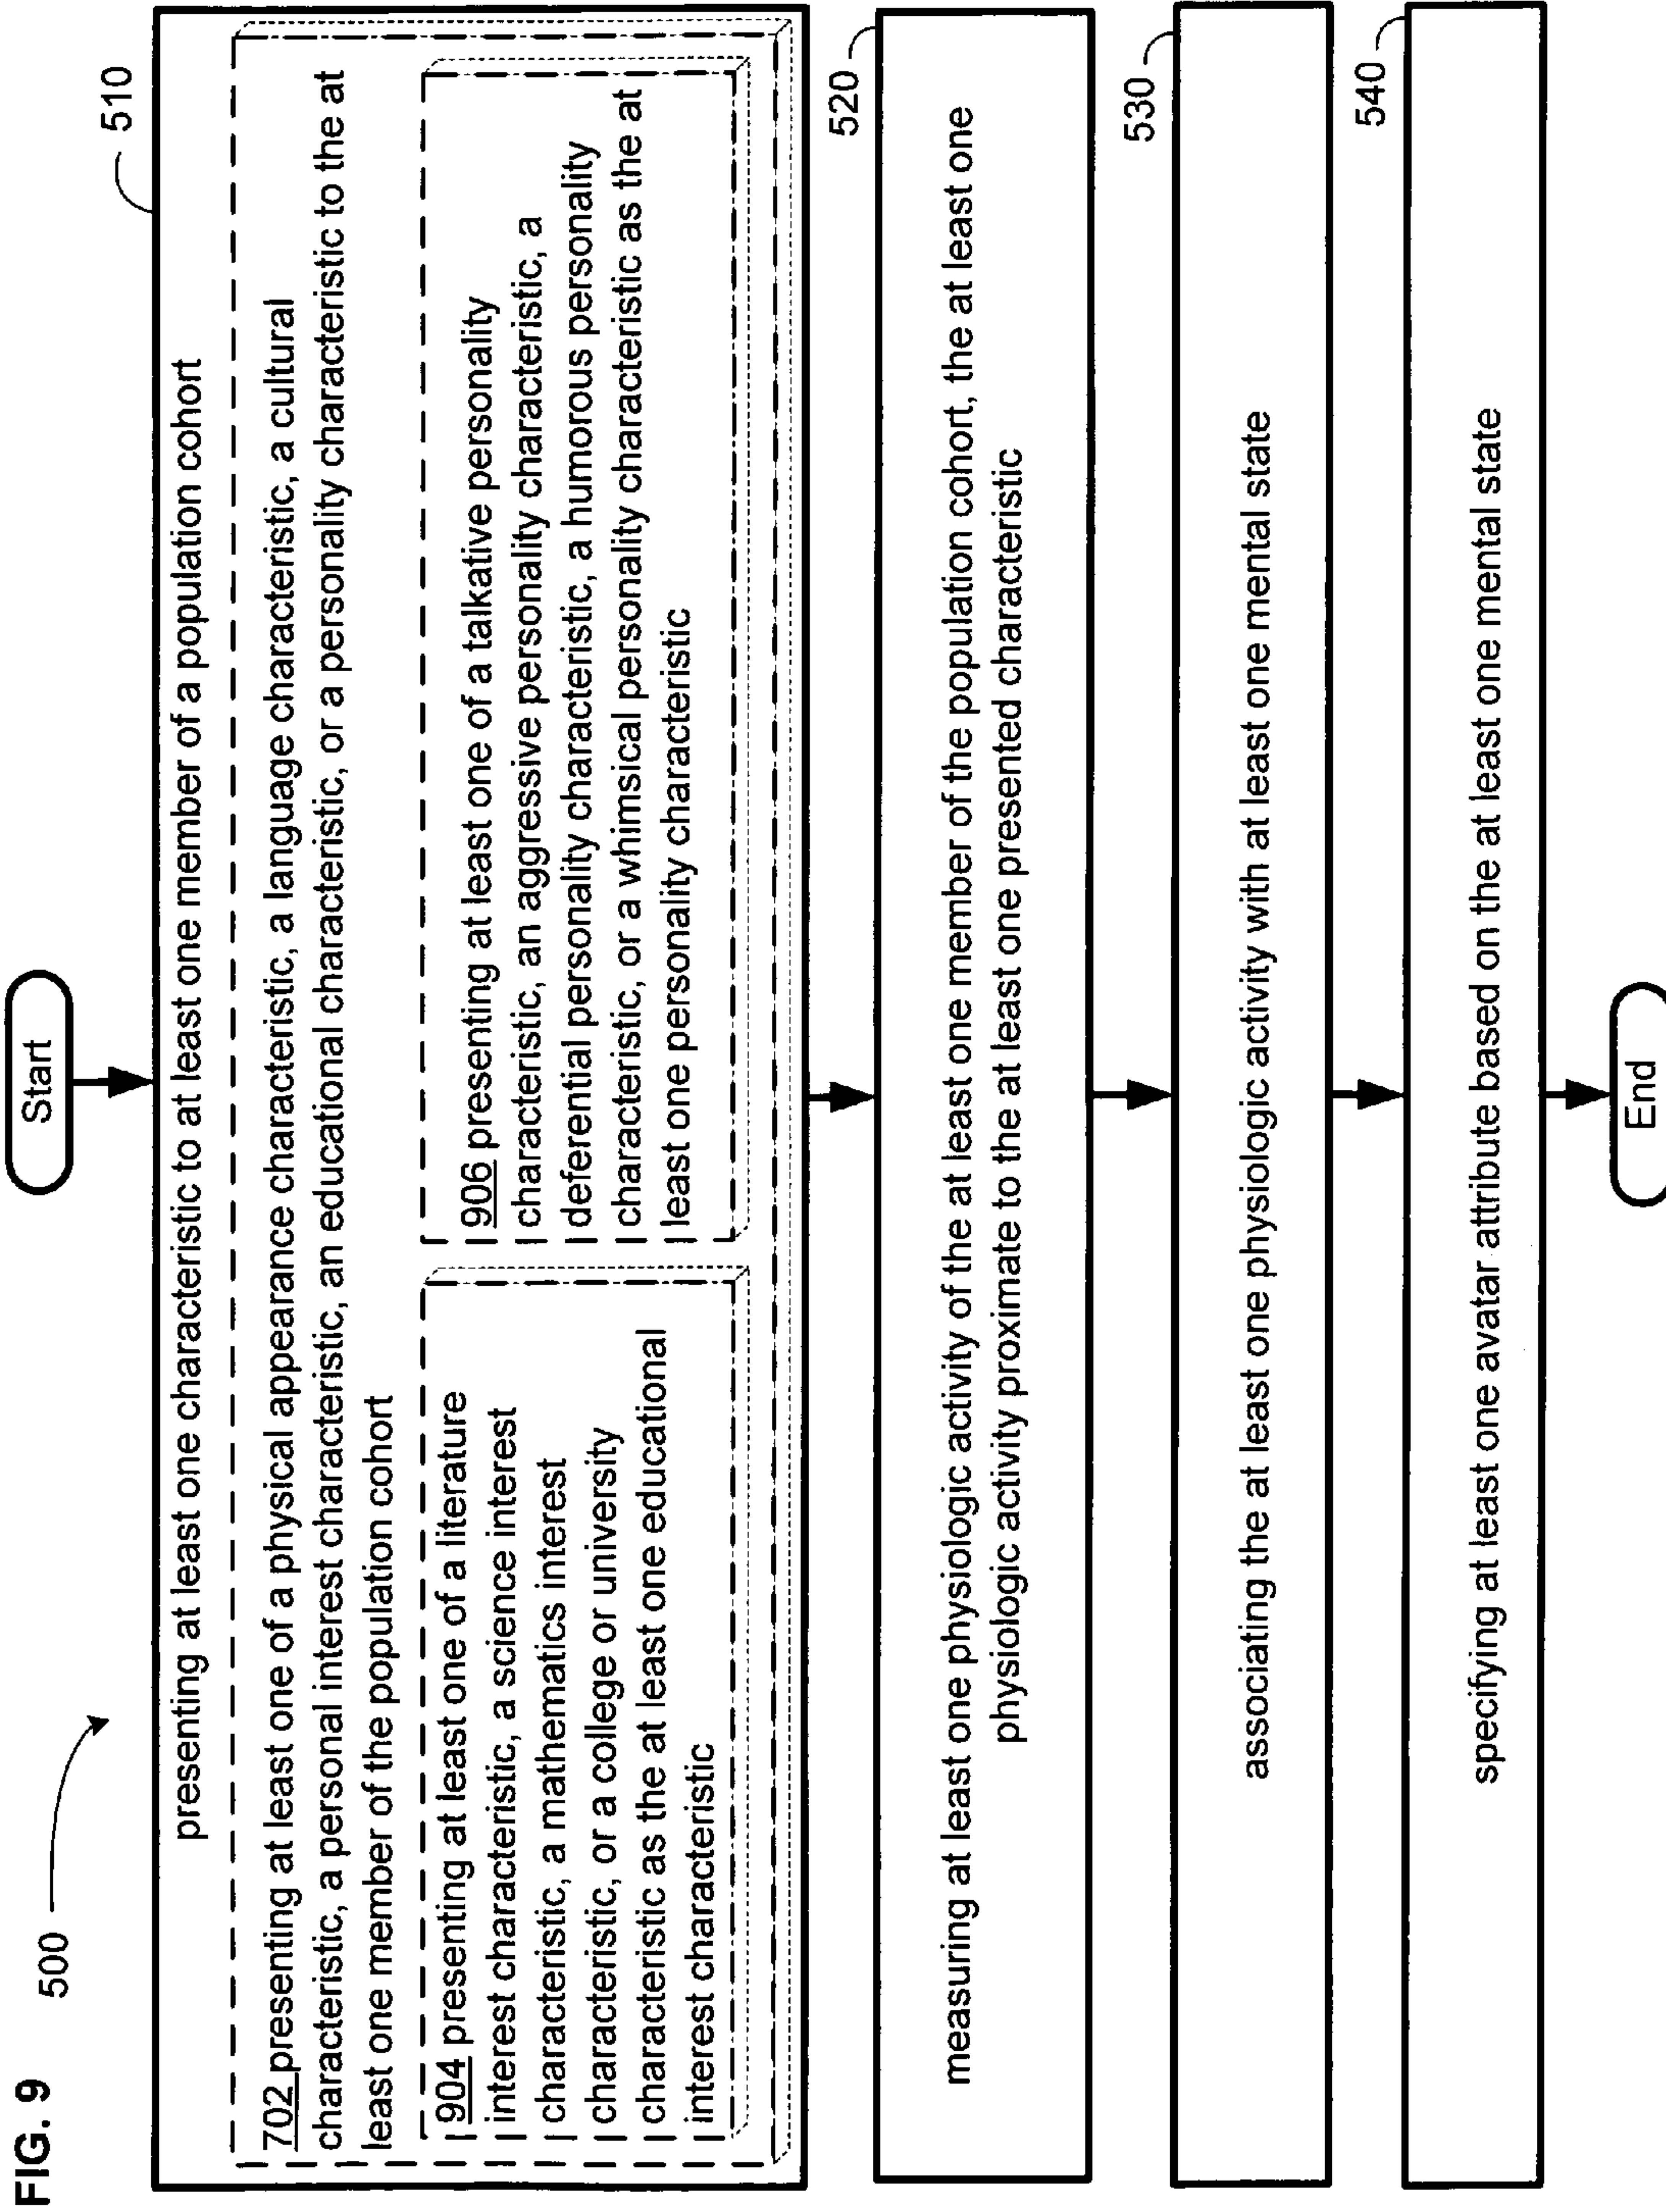 FIG. 9
500
Start
510
presenting at least one characteristic to at least one member of a population cohort
702 presenting at least one of a physical appearance characteristic, a language characteristic, a cultural
characteristic, a personal interest characteristic, an educational characteristic, or a personality characteristic to the at
least one member of the population cohort
904 presenting at least one of a literature
interest characteristic, a science interest
characteristic, a mathematics interest
characteristic, or a college or university
characteristic as the at least one educational
interest characteristic
906 presenting at least one of a talkative personality
characteristic, an aggressive personality characteristic, a
deferential personality characteristic, a humorous personality
characteristic, or a whimsical personality characteristic as the at
least one personality characteristic
520
measuring at least one physiologic activity of the at least one member of the population cohort, the at least one
physiologic activity proximate to the at least one presented characteristic
530
associating the at least one physiologic activity with at least one mental state
540
specifying at least one avatar attribute based on the at least one mental state
End